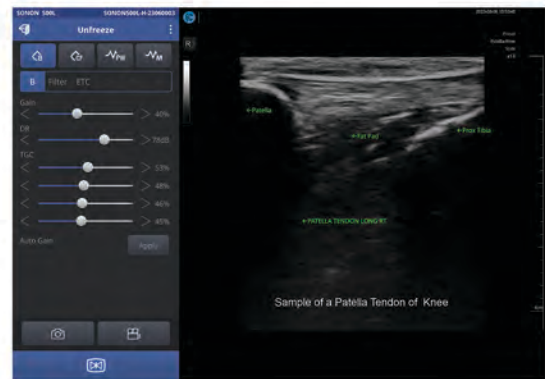 SONON 500L
SONON500L-H-23060003
Unfreeze
B
PW
M
B
Filter
ETC
Gain
40%
DR
78dB
TGC
53%
48%
46%
45%
Auto Gain
Apply
R
+Patella
+Fat Pad
+Prox Tibia
+PATELLA TENDON LONG RT
Sample of a Patella Tendon of Knee